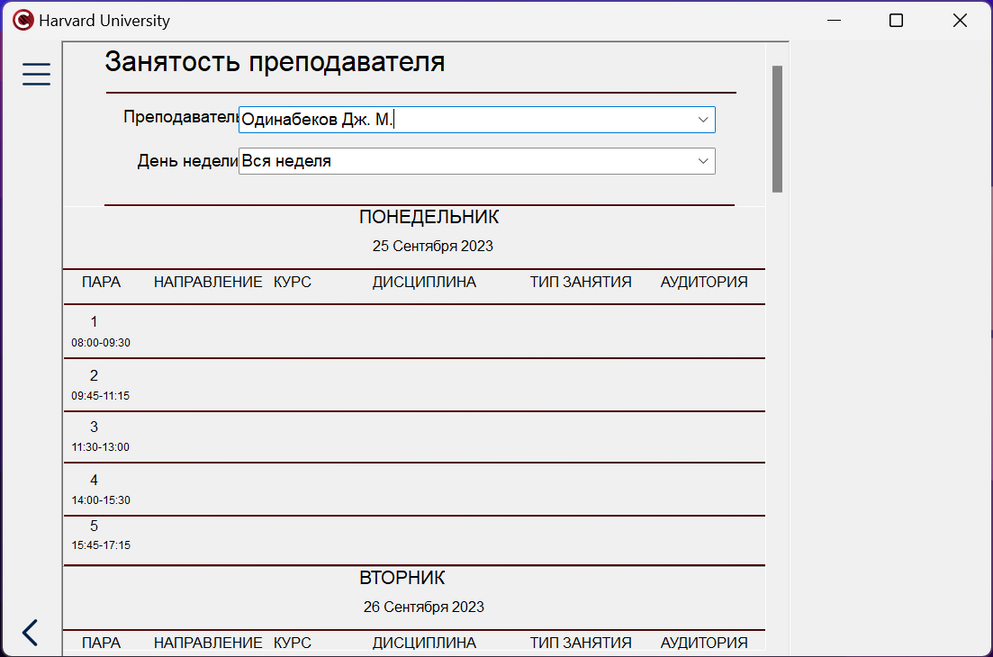 Harvard University
Занятость преподавателя
Преподаватель Одинабеков Дж. М.
День недели Вся неделя
ПОНЕДЕЛЬНИК
25 Сентября 2023
ПАРА НАПРАВЛЕНИЕ КУРС ДИСЦИПЛИНА ТИП ЗАНЯТИЯ АУДИТОРИЯ
1
08:00-09:30
2
09:45-11:15
3
11:30-13:00
4
14:00-15:30
5
15:45-17:15
ВТОРНИК
26 Сентября 2023
ПАРА НАПРАВЛЕНИЕ КУРС ДИСЦИПЛИНА ТИП ЗАНЯТИЯ АУДИТОРИЯ